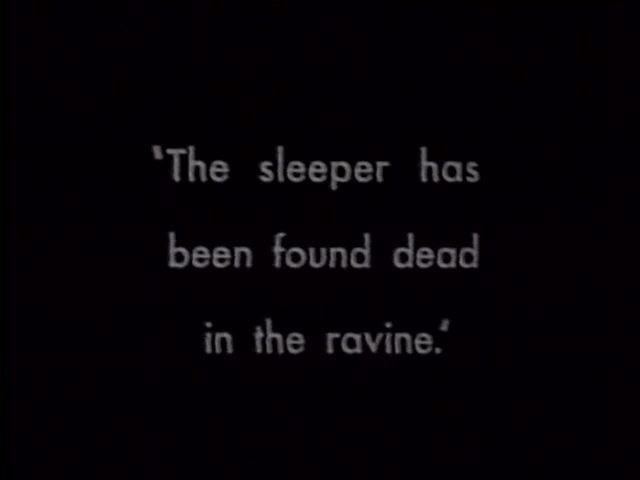 'The sleeper has
been found dead
in the ravine.'